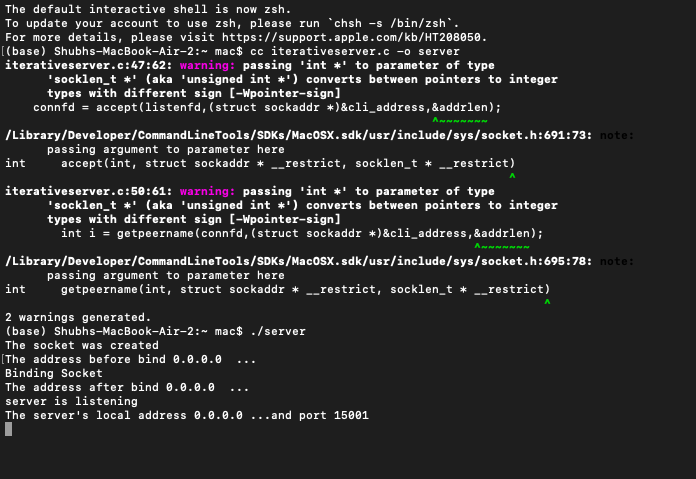 The default interactive shell is now zsh.
To update your account to use zsh, please run `chsh -s /bin/zsh`.
For more details, please visit https://support.apple.com/kb/HT208050.
[(base) Shubhs-MacBook-Air-2:~ mac$ cc iterativeserver.c -o server
iterativeserver.c:47:62: warning: passing 'int *' to parameter of type
      'socklen_t *' (aka 'unsigned int *') converts between pointers to integer
      types with different sign [-Wpointer-sign]
    connfd = accept(listenfd,(struct sockaddr *)&cli_address,&addrlen);
                                                             ^~~~~~~~
/Library/Developer/CommandLineTools/SDKs/MacOSX.sdk/usr/include/sys/socket.h:691:73: note:
      passing argument to parameter here
int     accept(int, struct sockaddr * __restrict, socklen_t * __restrict)
                                                                        ^
iterativeserver.c:50:61: warning: passing 'int *' to parameter of type
      'socklen_t *' (aka 'unsigned int *') converts between pointers to integer
      types with different sign [-Wpointer-sign]
        int i = getpeername(connfd,(struct sockaddr *)&cli_address,&addrlen);
                                                                   ^~~~~~~~
/Library/Developer/CommandLineTools/SDKs/MacOSX.sdk/usr/include/sys/socket.h:695:78: note:
      passing argument to parameter here
int     getpeername(int, struct sockaddr * __restrict, socklen_t * __restrict)
                                                                             ^
2 warnings generated.
(base) Shubhs-MacBook-Air-2:~ mac$ ./server
The socket was created
[The address before bind 0.0.0.0  ...
Binding Socket
The address after bind 0.0.0.0  ...
server is listening
The server's local address 0.0.0.0 ...and port 15001